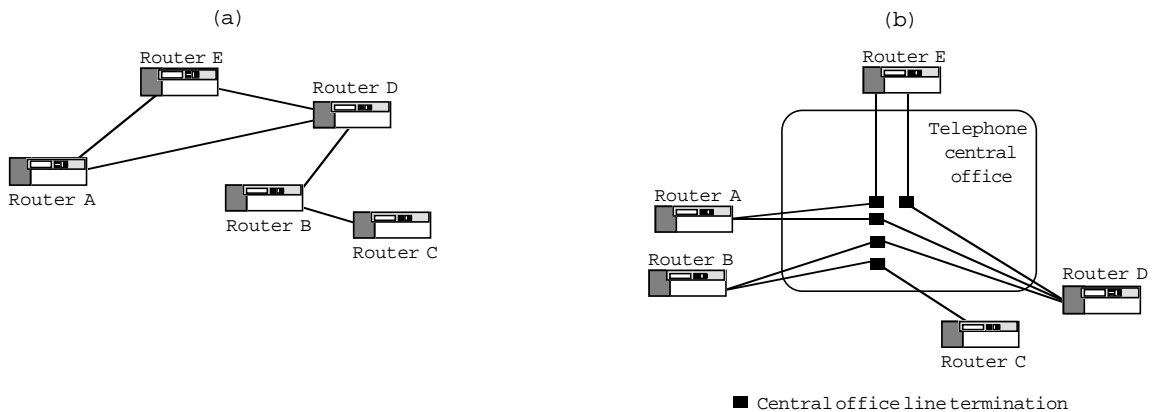 (a)
Router E
Router D
Router A
Router B
Router C
(b)
Router E
Telephone
central
office
Router A
Router B
Router D
Router C
Central office line termination